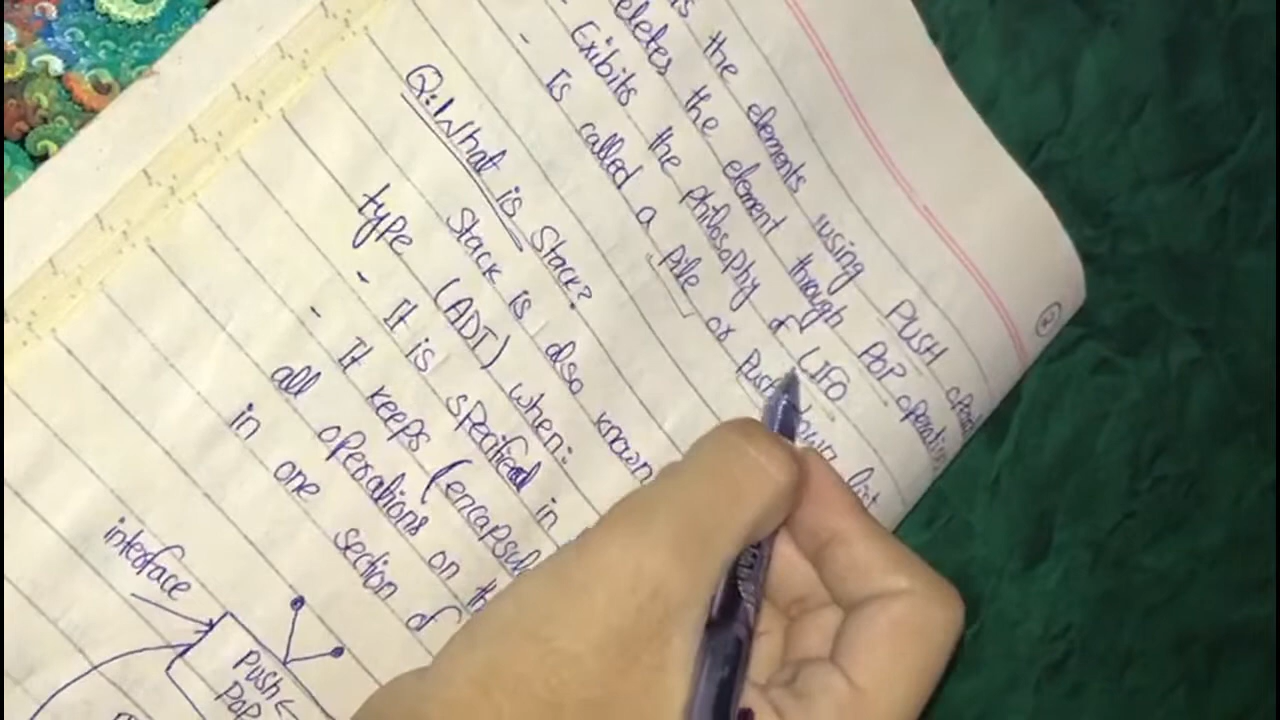 ②
the elements using PUSH
the element through POP operation
Exibits the philosophy of LIFO
- Is called a "Pile" or Push down list
Q: What is Stack?
Stack is also known
type (ADT) when:
- It is specified in
- It keeps (encapsul
all operations on th
in one section of
interface
Push
Pop